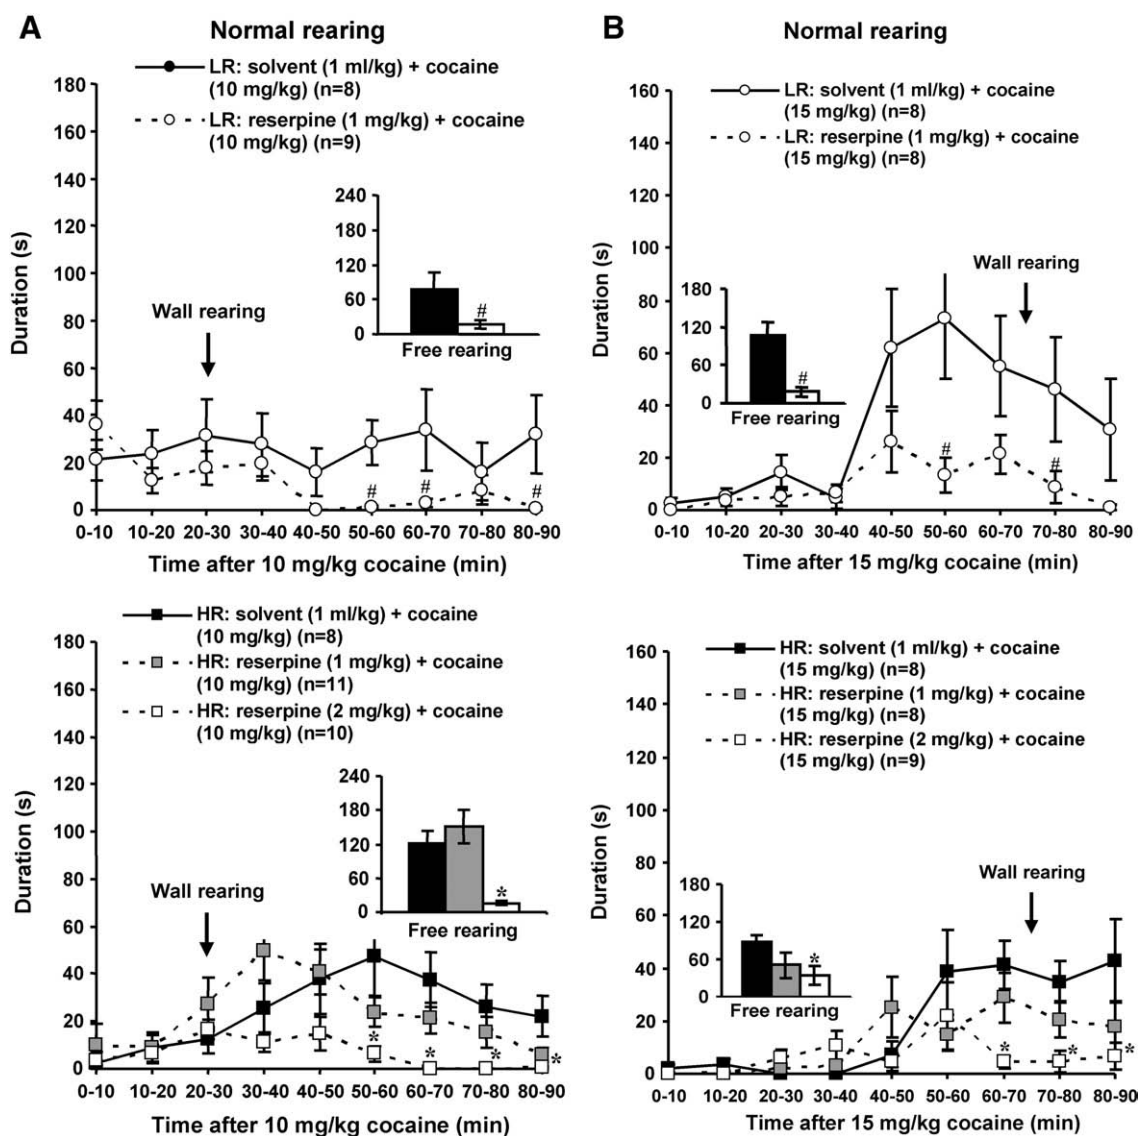 A
Normal rearing
LR: solvent (1 ml/kg) + cocaine
(10 mg/kg) (n=8)
LR: reserpine (1 mg/kg) + cocaine
(10 mg/kg) (n=9)
180
160
140
120
100
80
60
40
20
0
Duration (s)
Wall rearing
240
180
120
60
0
#
Free rearing
# # #
0-10 10-20 20-30 30-40 40-50 50-60 60-70 70-80 80-90
Time after 10 mg/kg cocaine (min)
HR: solvent (1 ml/kg) + cocaine
(10 mg/kg) (n=8)
HR: reserpine (1 mg/kg) + cocaine
(10 mg/kg) (n=11)
HR: reserpine (2 mg/kg) + cocaine
(10 mg/kg) (n=10)
180
160
140
120
100
80
60
40
20
0
Duration (s)
Wall rearing
240
180
120
60
0
*
Free rearing
* * * *
0-10 10-20 20-30 30-40 40-50 50-60 60-70 70-80 80-90
Time after 10 mg/kg cocaine (min)
B
Normal rearing
LR: solvent (1 ml/kg) + cocaine
(15 mg/kg) (n=8)
LR: reserpine (1 mg/kg) + cocaine
(15 mg/kg) (n=8)
180
160
140
120
100
80
60
40
20
0
Duration (s)
Wall rearing
180
120
60
0
#
Free rearing
# #
0-10 10-20 20-30 30-40 40-50 50-60 60-70 70-80 80-90
Time after 15 mg/kg cocaine (min)
HR: solvent (1 ml/kg) + cocaine
(15 mg/kg) (n=8)
HR: reserpine (1 mg/kg) + cocaine
(15 mg/kg) (n=8)
HR: reserpine (2 mg/kg) + cocaine
(15 mg/kg) (n=9)
160
140
120
100
80
60
40
20
0
Duration (s)
Wall rearing
180
120
60
0
*
Free rearing
* * *
0-10 10-20 20-30 30-40 40-50 50-60 60-70 70-80 80-90
Time after 15 mg/kg cocaine (min)